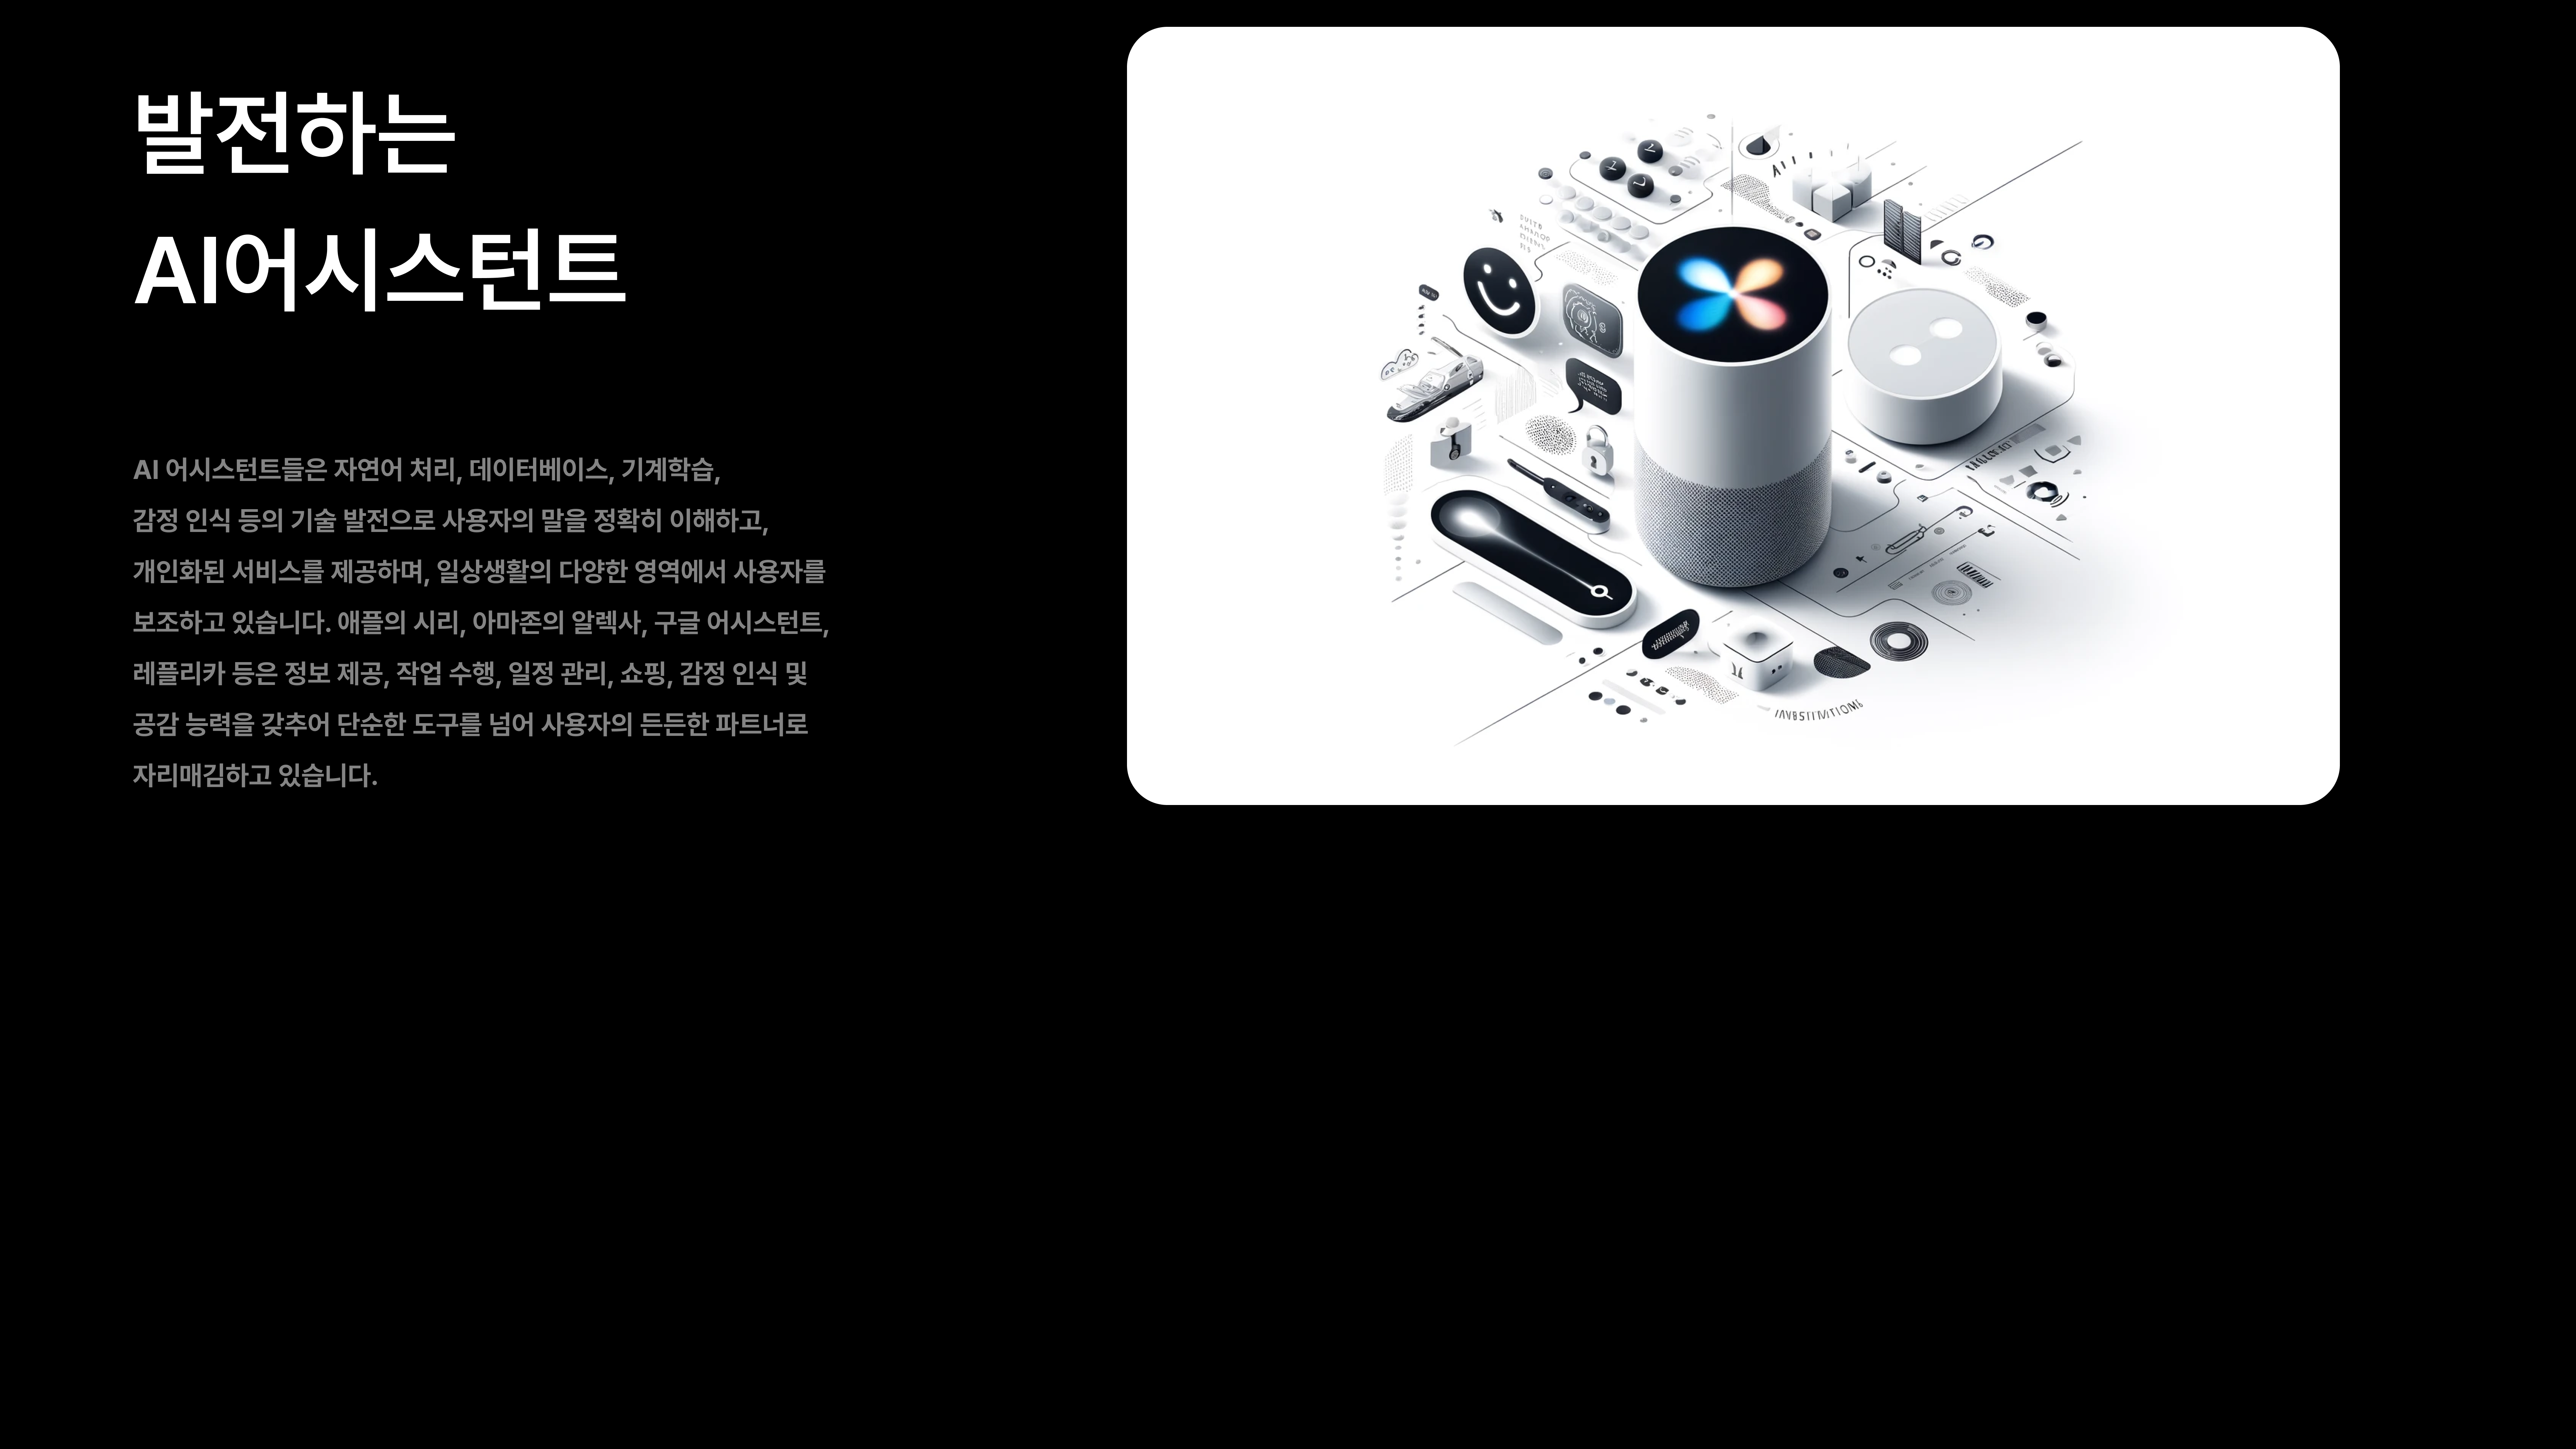 발전하는
AI어시스턴트
AI 어시스턴트들은 자연어 처리, 데이터베이스, 기계학습,
감정 인식 등의 기술 발전으로 사용자의 말을 정확히 이해하고,
개인화된 서비스를 제공하며, 일상생활의 다양한 영역에서 사용자를
보조하고 있습니다. 애플의 시리, 아마존의 알렉사, 구글 어시스턴트,
레플리카 등은 정보 제공, 작업 수행, 일정 관리, 쇼핑, 감정 인식 및
공감 능력을 갖추어 단순한 도구를 넘어 사용자의 든든한 파트너로
자리매김하고 있습니다.